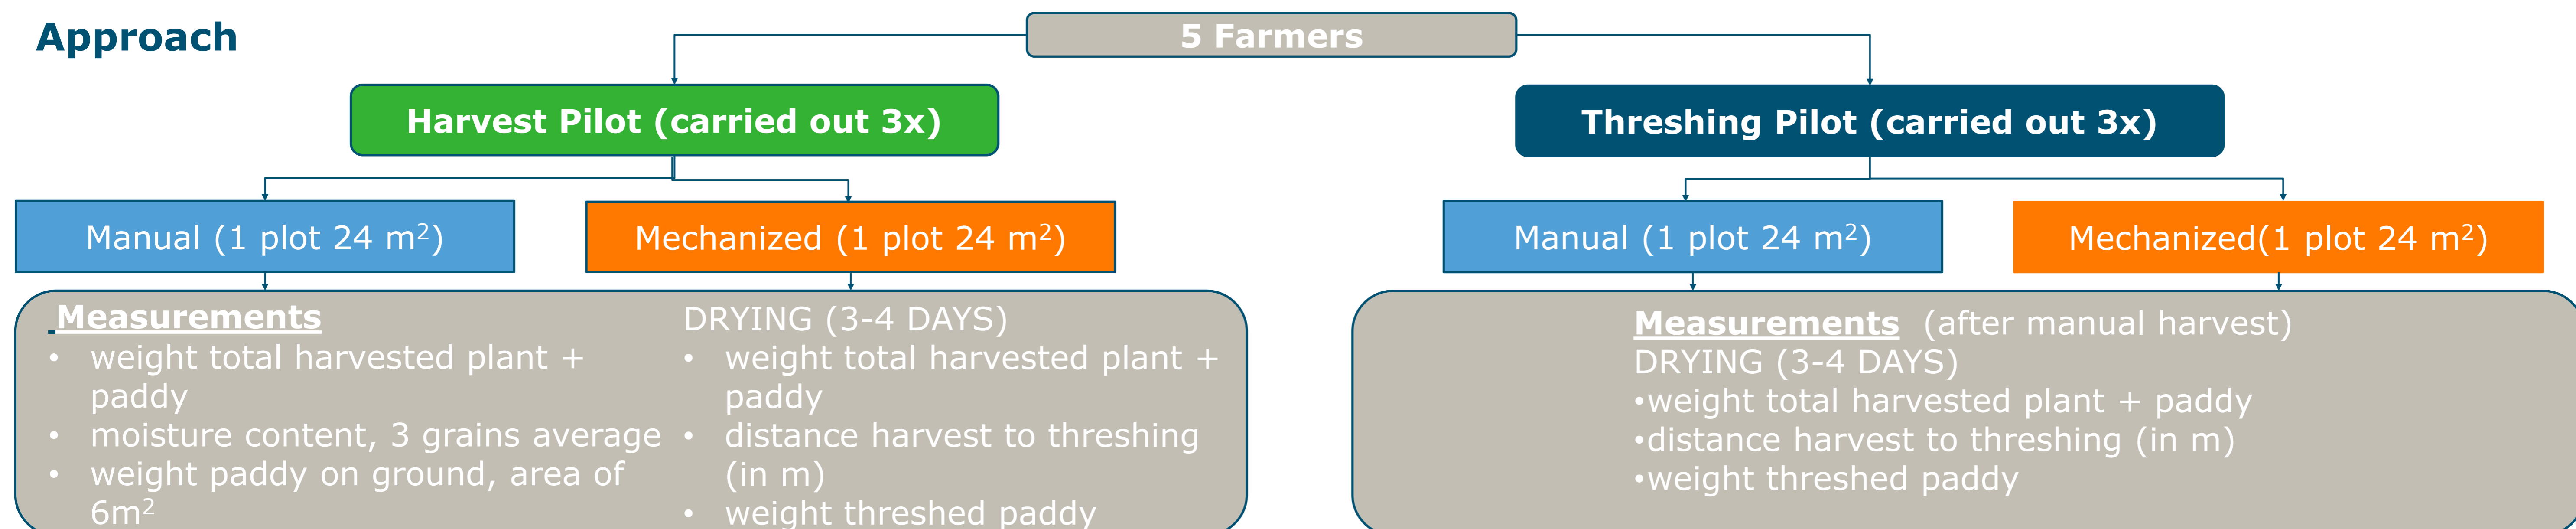 Approach
5 Farmers
Harvest Pilot (carried out 3x)
Threshing Pilot (carried out 3x)
Manual (1 plot 24 m²)
Mechanized (1 plot 24 m²)
Manual (1 plot 24 m²)
Mechanized(1 plot 24 m²)
Measurements
• weight total harvested plant +
paddy
• moisture content, 3 grains average
• weight paddy on ground, area of
6m²
DRYING (3-4 DAYS)
• weight total harvested plant +
paddy
• distance harvest to threshing
(in m)
• weight threshed paddy
Measurements (after manual harvest)
DRYING (3-4 DAYS)
•weight total harvested plant + paddy
•distance harvest to threshing (in m)
•weight threshed paddy